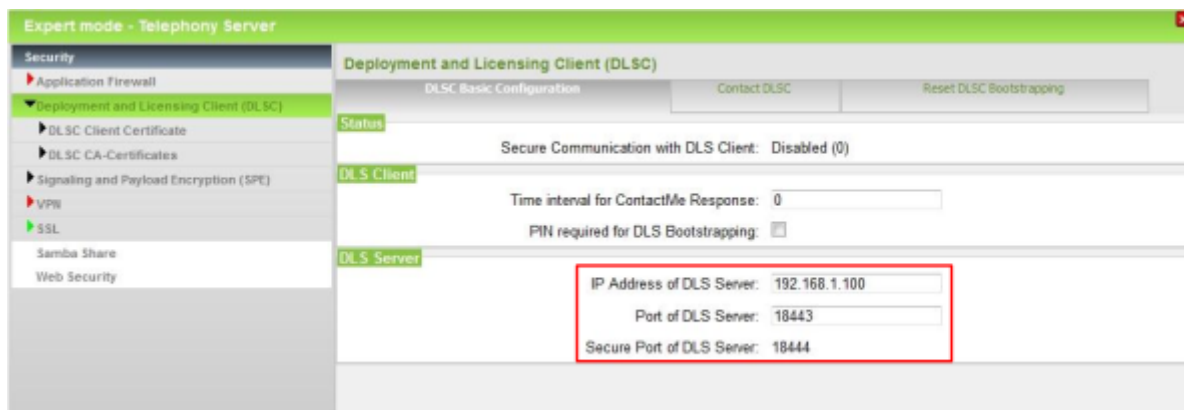 Expert mode - Telephony Server
Security
Application Firewall
Deployment and Licensing Client (DLSC)
DLSC Client Certificate
DLSC CA-Certificates
Signaling and Payload Encryption (SPE)
VPN
SSL
Samba Share
Web Security
Deployment and Licensing Client (DLSC)
DLSC Basic Configuration Contact DLSC Reset DLSC Bootstrapping
Status
Secure Communication with DLS Client: Disabled (0)
DLS Client
Time interval for ContactMe Response: 0
PIN required for DLS Bootstrapping:
DLS Server
IP Address of DLS Server: 192.168.1.100
Port of DLS Server: 18443
Secure Port of DLS Server: 18444